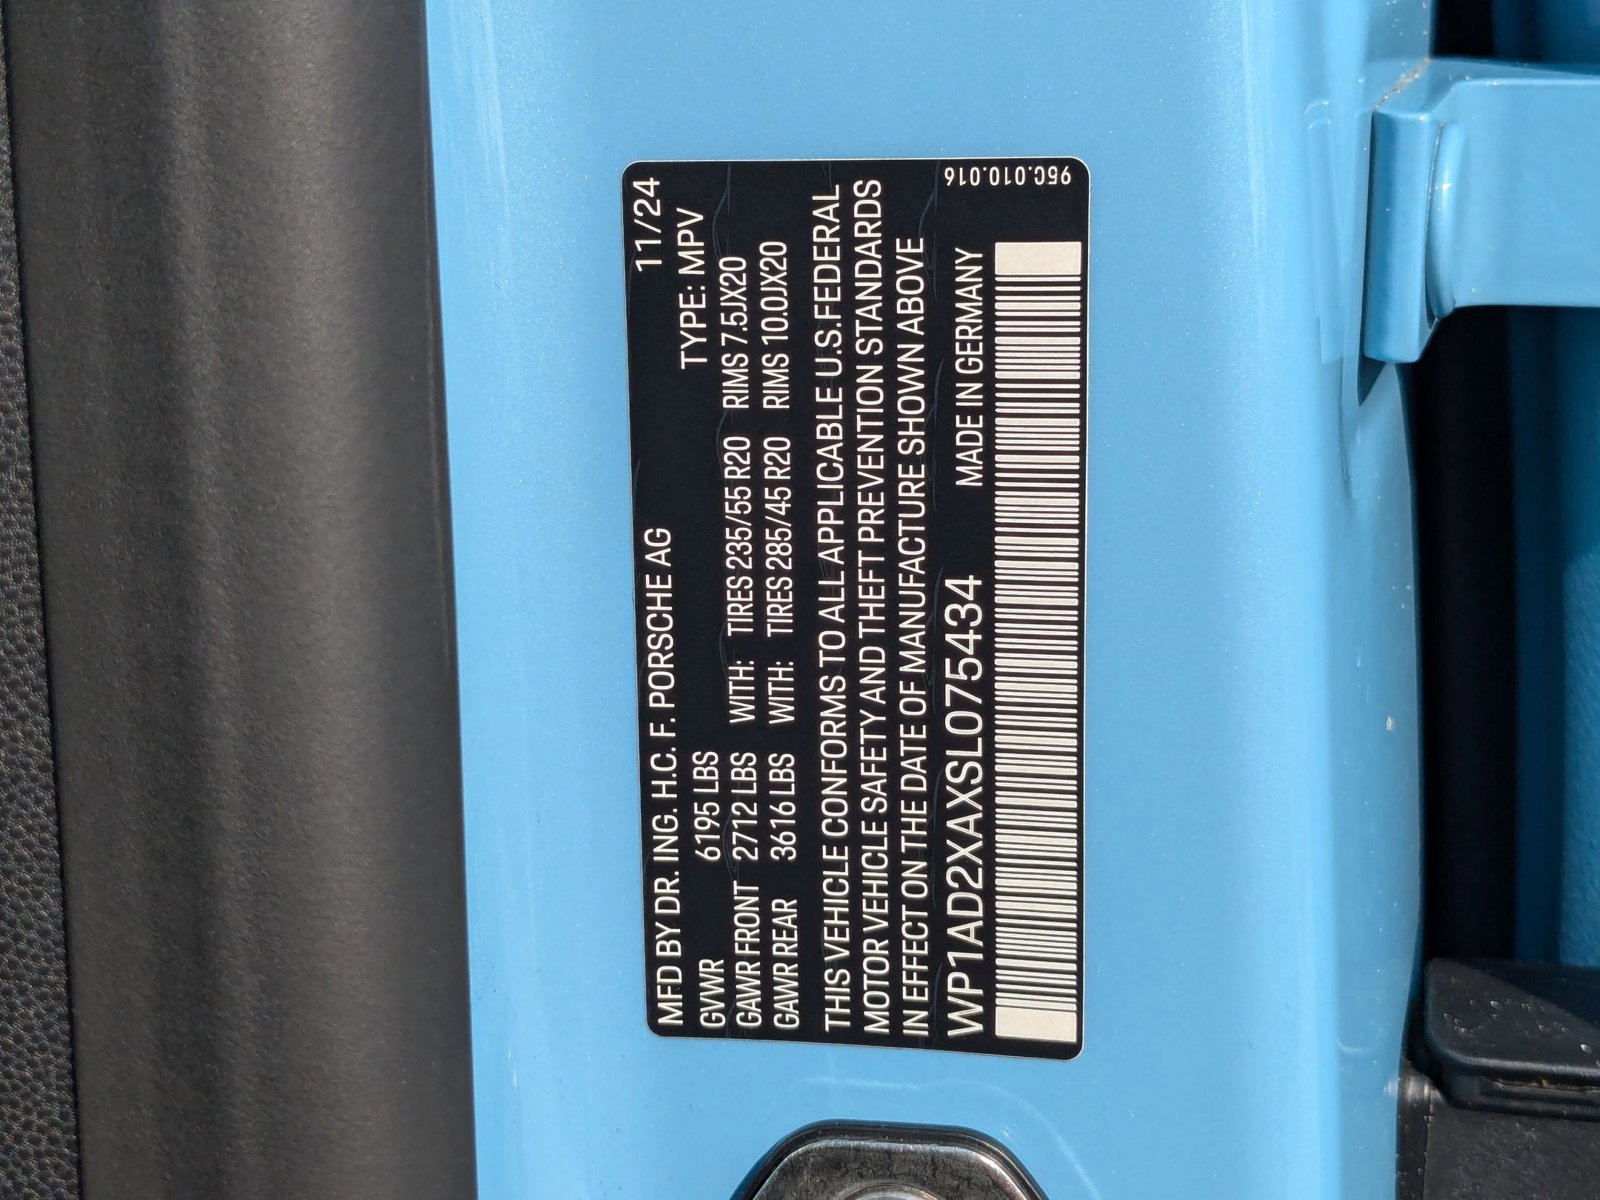 MFD BY DR. ING. H.C. F. PORSCHE AG 11/24
GVWR 6195 LBS TYPE: MPV
GAWR FRONT 2712 LBS WITH: TIRES 235/55 R20 RIMS 7.5JX20
GAWR REAR 3616 LBS WITH: TIRES 285/45 R20 RIMS 10.0JX20
THIS VEHICLE CONFORMS TO ALL APPLICABLE U.S. FEDERAL
MOTOR VEHICLE SAFETY AND THEFT PREVENTION STANDARDS
IN EFFECT ON THE DATE OF MANUFACTURE SHOWN ABOVE
WP1AD2XAXSL075434 MADE IN GERMANY
95C.010.016